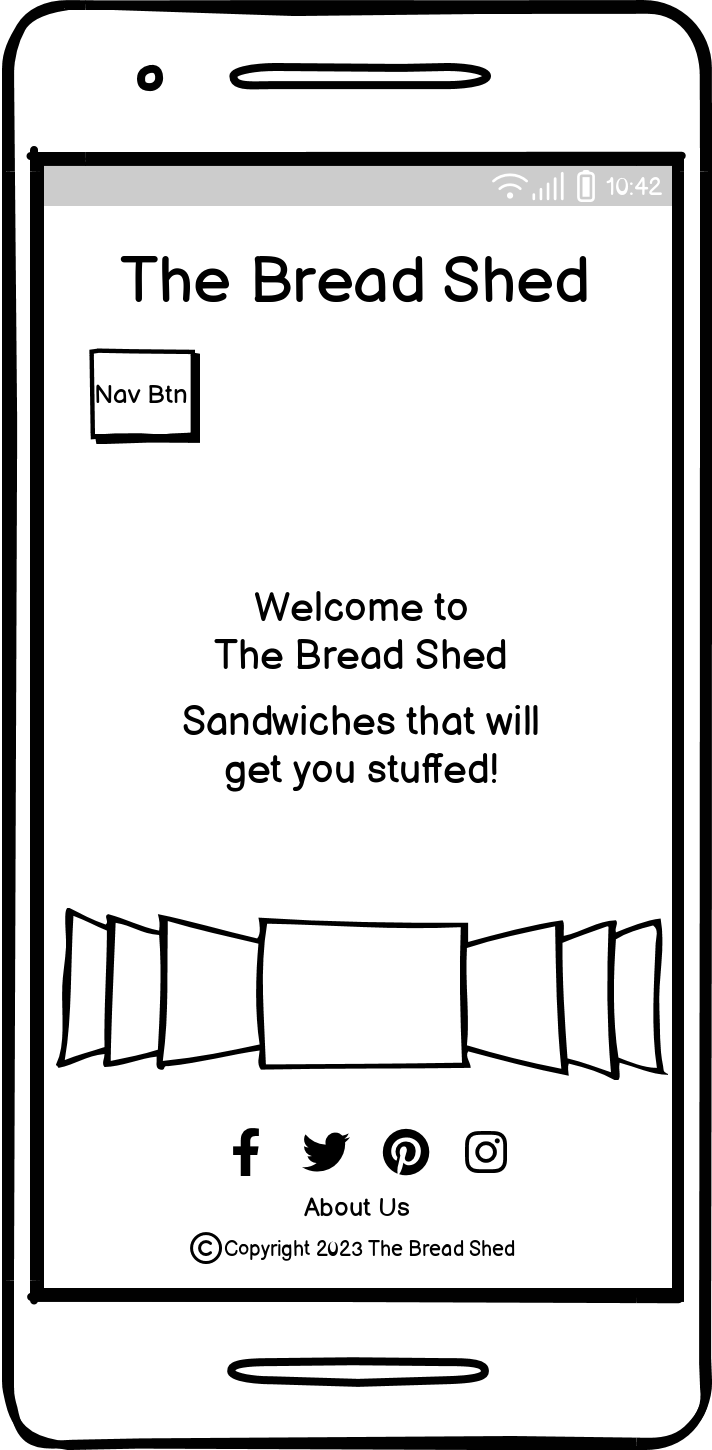 10:42
The Bread Shed
Nav Btn
Welcome to
The Bread Shed
Sandwiches that will
get you stuffed!
About Us
©Copyright 2023 The Bread Shed